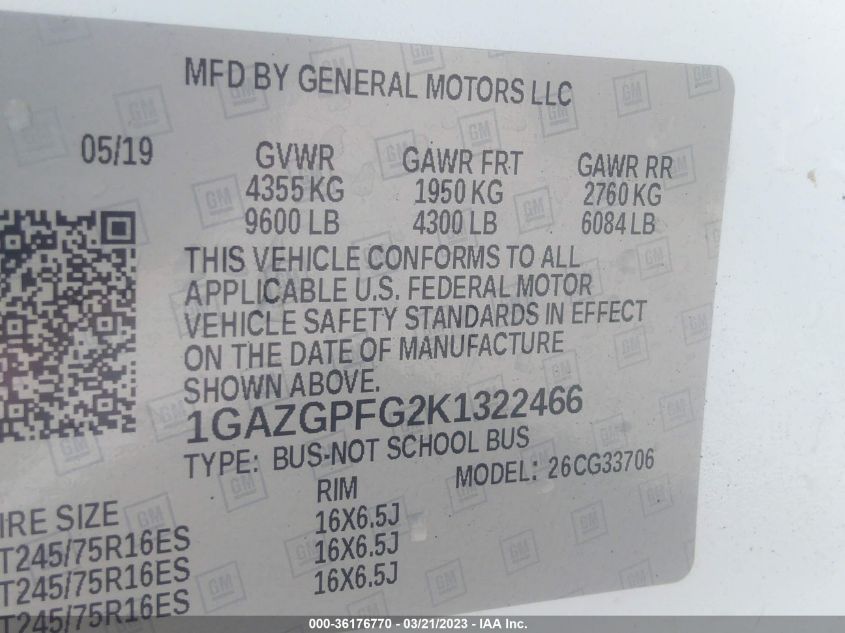 MFD BY GENERAL MOTORS LLC
05/19 GVWR GAWR FRT GAWR RR
4355 KG 1950 KG 2760 KG
9600 LB 4300 LB 6084 LB
THIS VEHICLE CONFORMS TO ALL
APPLICABLE U.S. FEDERAL MOTOR
VEHICLE SAFETY STANDARDS IN EFFECT
ON THE DATE OF MANUFACTURE
SHOWN ABOVE.
1GAZGPFG2K1322466
TYPE: BUS-NOT SCHOOL BUS
MODEL: 26CG33706
IRE SIZE RIM
T245/75R16ES 16X6.5J
T245/75R16ES 16X6.5J
T245/75R16ES 16X6.5J
000-36176770 - 03/21/2023 - IAA Inc.